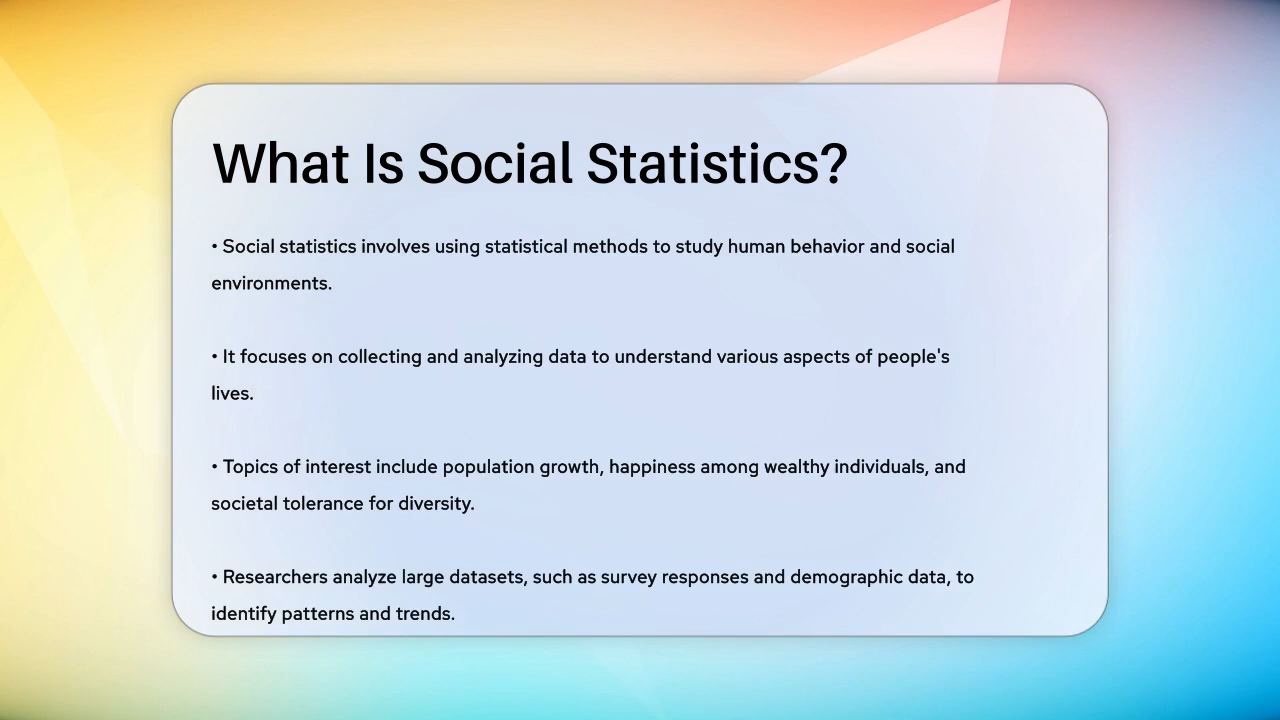 What Is Social Statistics?
• Social statistics involves using statistical methods to study human behavior and social
environments.
• It focuses on collecting and analyzing data to understand various aspects of people's
lives.
• Topics of interest include population growth, happiness among wealthy individuals, and
societal tolerance for diversity.
• Researchers analyze large datasets, such as survey responses and demographic data, to
identify patterns and trends.